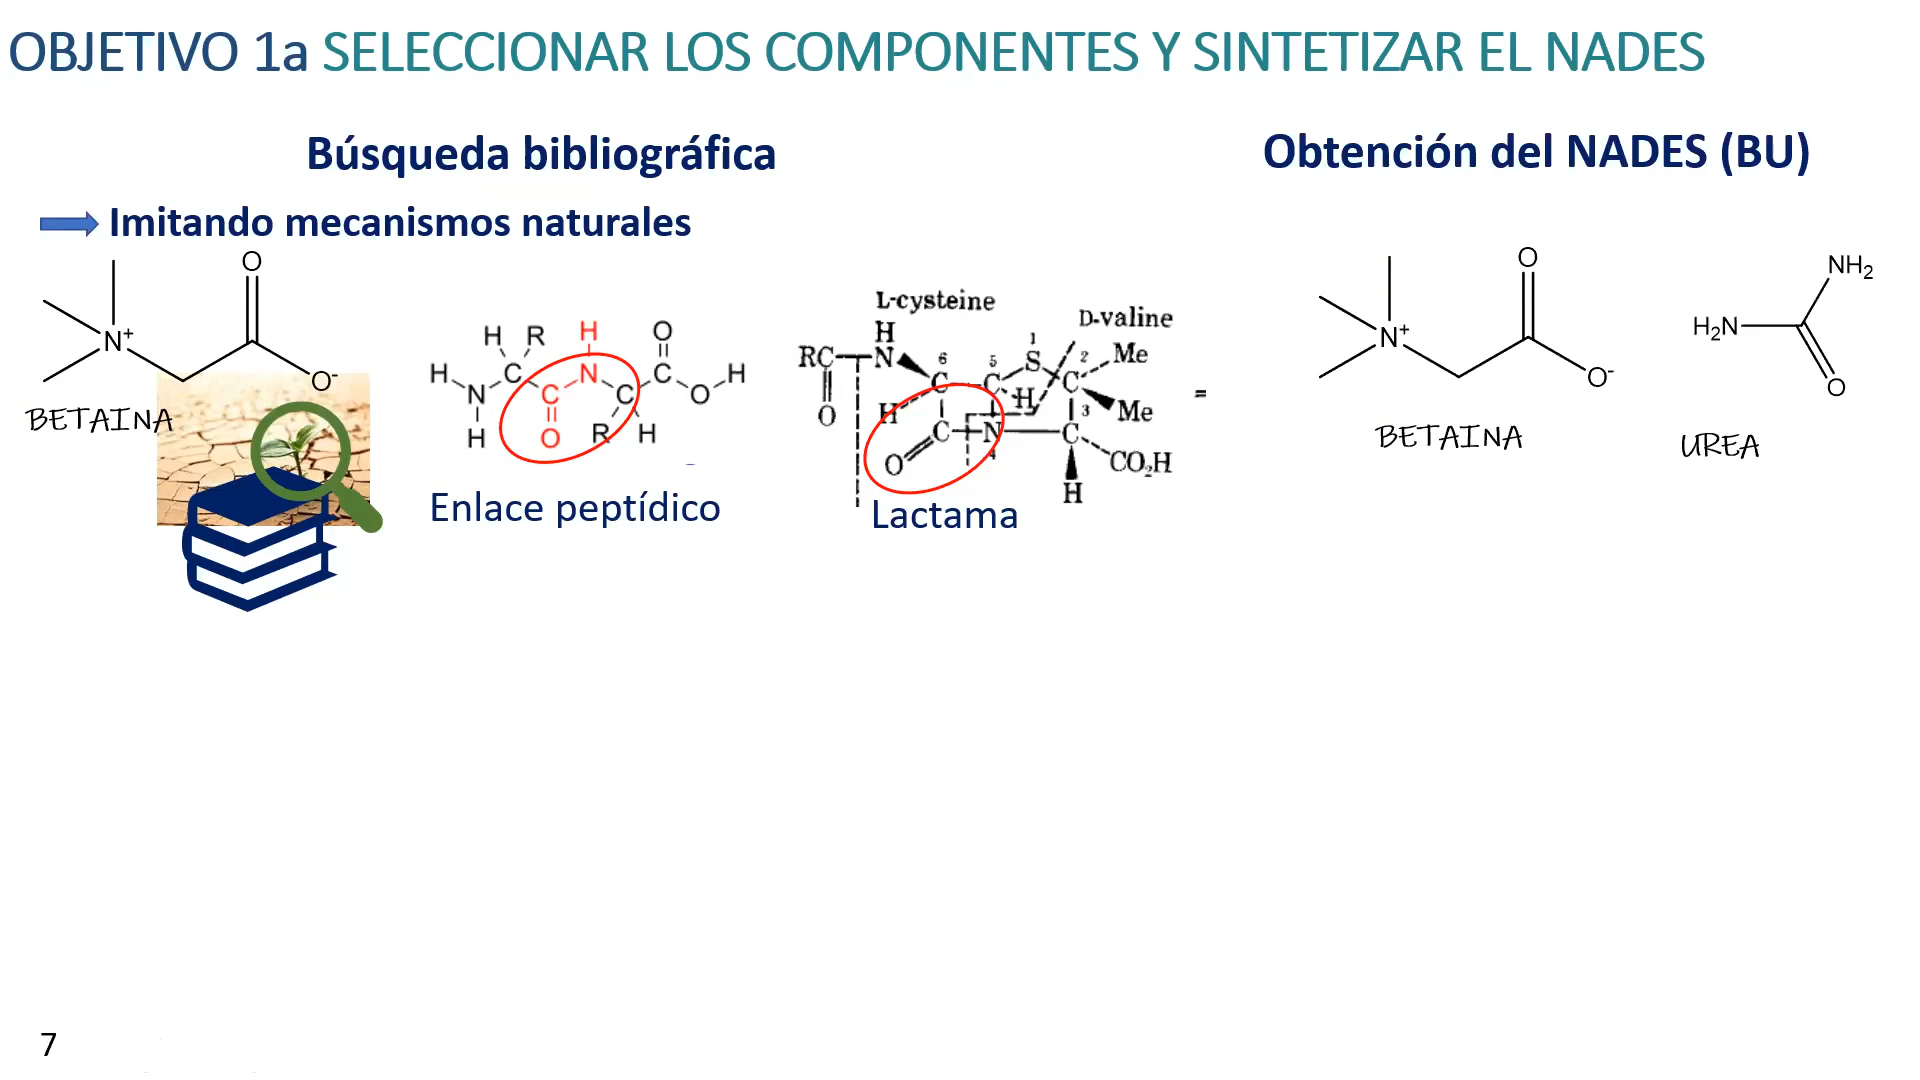 OBJETIVO 1a SELECCIONAR LOS COMPONENTES Y SINTETIZAR EL NADES
Búsqueda bibliográfica
Obtención del NADES (BU)
Imitando mecanismos naturales
O
N+
O-
BETAINA
H R H O
H N C C N C C O H
H O R H
Enlace peptídico
L-cysteine
D-valine
H
RC N 6 5 1 S 2 Me
C C H C
O H 3 Me
C N C
O 4 CO2H
H
Lactama
=
O
N+
O-
BETAINA
NH2
H2N
O
UREA
7